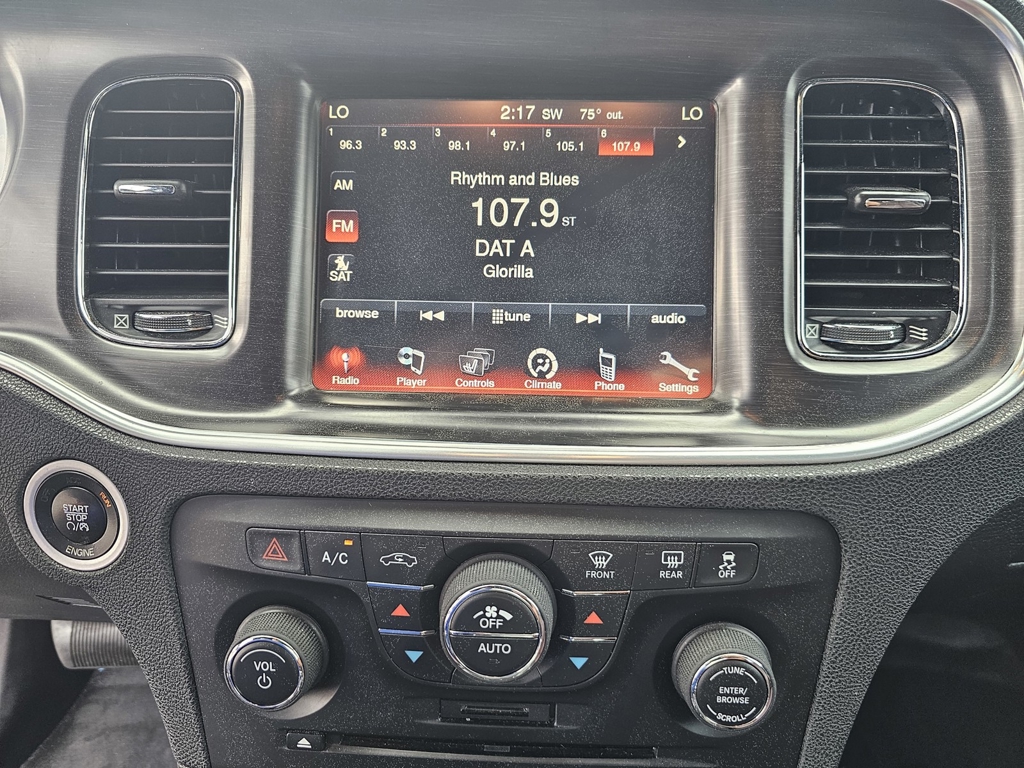 LO 2:17 SW 75° out. LO
1 2 3 4 5 6
96.3 93.3 98.1 97.1 105.1 107.9
Rhythm and Blues
AM
107.9 ST
FM
DAT A
Glorilla
SAT
browse tune audio
Radio Player Controls Climate Phone Settings
RUN
START
STOP
ENGINE
A/C
FRONT
REAR
OFF
OFF
AUTO
VOL
TUNE
ENTER/
BROWSE
SCROLL